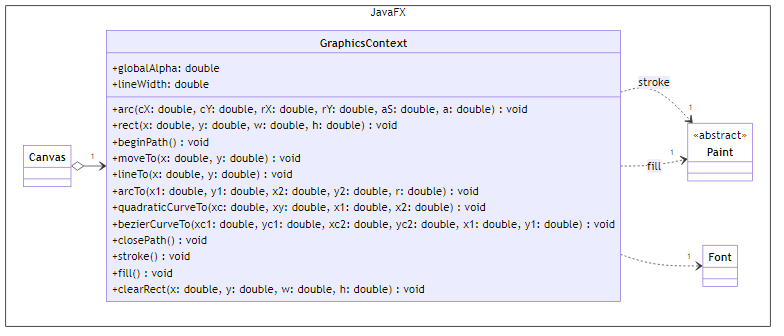 JavaFX
GraphicsContext
+globalAlpha: double
+lineWidth: double
+arc(cX: double, cY: double, rX: double, rY: double, aS: double, a: double) : void
+rect(x: double, y: double, w: double, h: double) : void
+beginPath() : void
+moveTo(x: double, y: double) : void
+lineTo(x: double, y: double) : void
+arcTo(x1: double, y1: double, x2: double, y2: double, r: double) : void
+quadraticCurveTo(xc: double, xy: double, x1: double, x2: double) : void
+bezierCurveTo(xc1: double, yc1: double, xc2: double, yc2: double, x1: double, y1: double) : void
+closePath() : void
+stroke() : void
+fill() : void
+clearRect(x: double, y: double, w: double, h: double) : void
Canvas
1
stroke
1
«abstract»
Paint
1
fill
1
Font